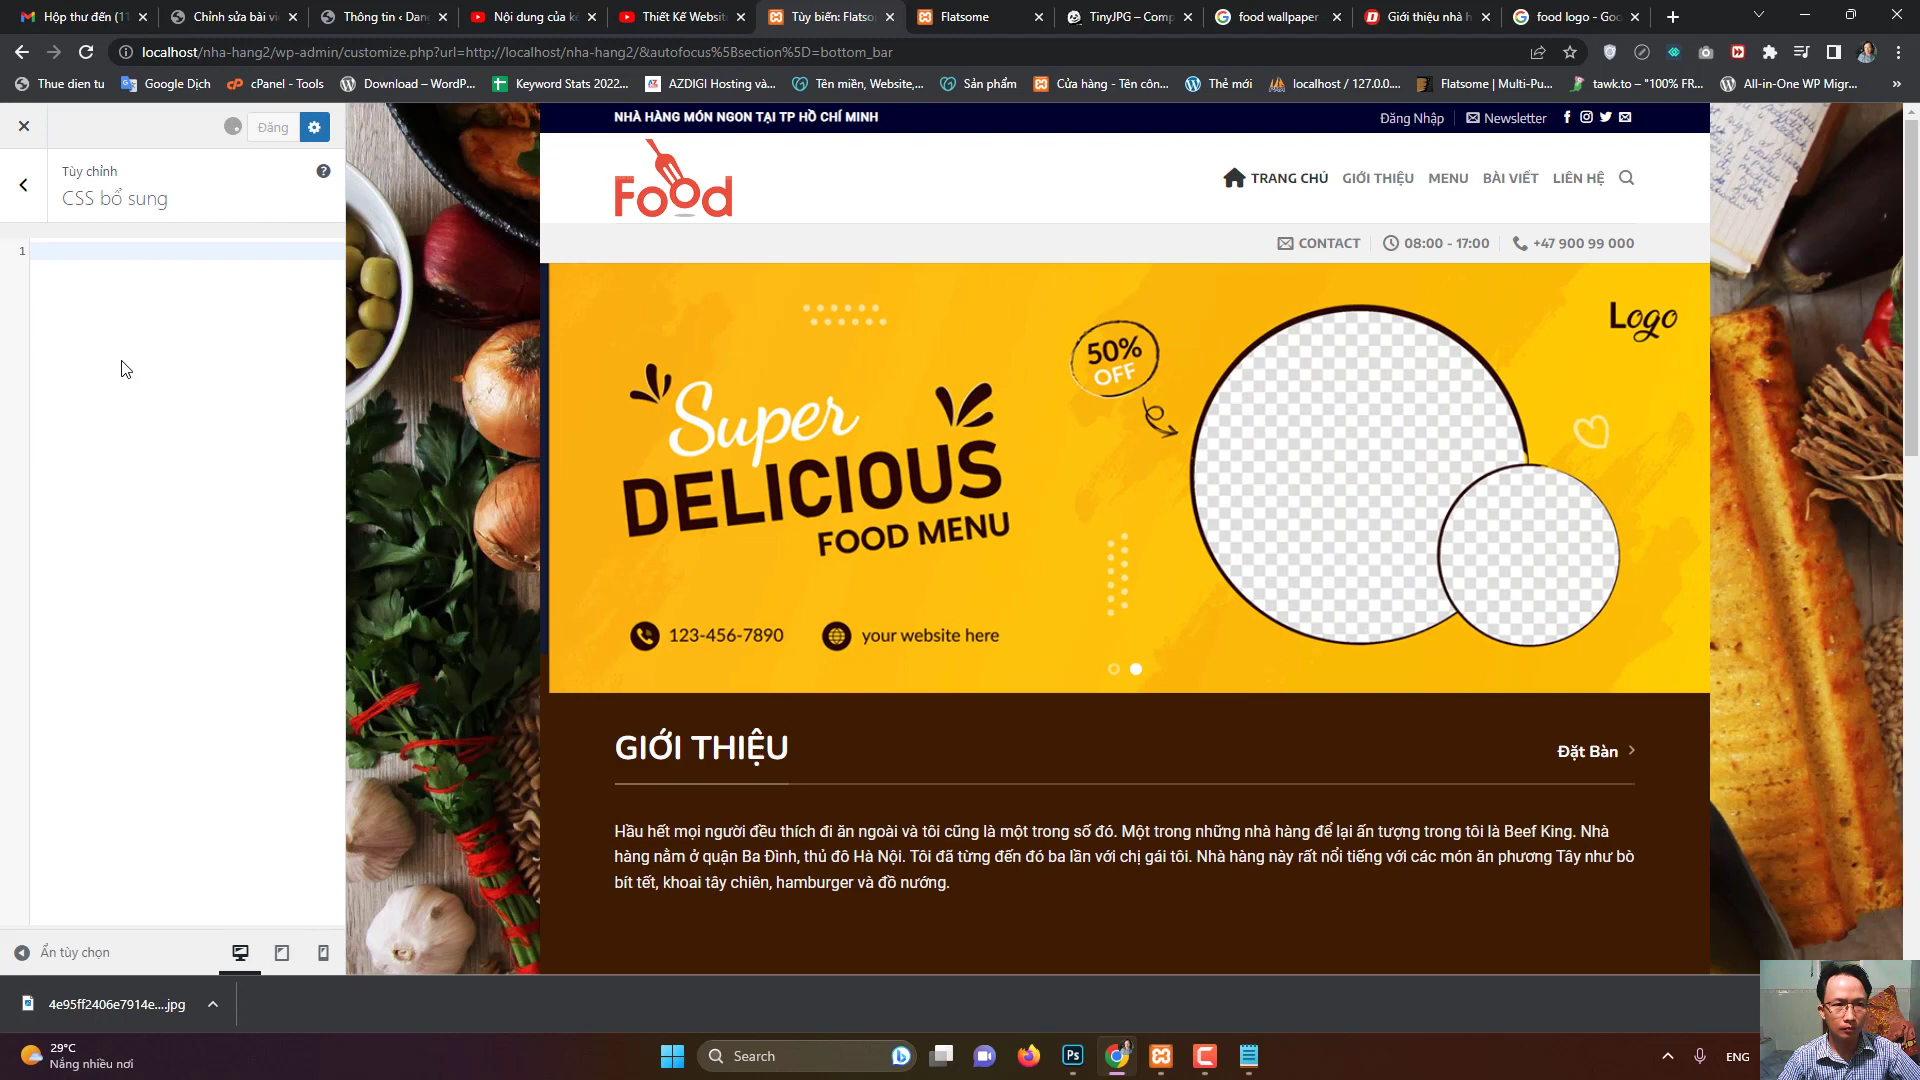 Hộp thư đến (11
Chỉnh sửa bài vi
Thông tin ‹ Dan
Nội dung của k
Thiết Kế Websit
Tùy biến: Flatso
Flatsome
TinyJPG – Comp
food wallpaper
Giới thiệu nhà h
food logo - Goo
localhost/nha-hang2/wp-admin/customize.php?url=http://localhost/nha-hang2/&autofocus%5Bsection%5D=bottom_bar
Thue dien tu
Google Dịch
cPanel - Tools
Download – WordP...
Keyword Stats 2022...
AZDIGI Hosting và...
Tên miền, Website,...
Sản phẩm
Cửa hàng - Tên côn...
Thẻ mới
localhost / 127.0.0....
Flatsome | Multi-Pu...
tawk.to – "100% FR...
All-in-One WP Migr...
Đăng
Tùy chỉnh
CSS bổ sung
1
NHÀ HÀNG MÓN NGON TẠI TP HỒ CHÍ MINH
Đăng Nhập
Newsletter
Food
TRANG CHỦ
GIỚI THIỆU
MENU
BÀI VIẾT
LIÊN HỆ
CONTACT
08:00 - 17:00
+47 900 99 000
Logo
50%
OFF
Super
DELICIOUS
FOOD MENU
123-456-7890
your website here
GIỚI THIỆU
Đặt Bàn
Hầu hết mọi người đều thích đi ăn ngoài và tôi cũng là một trong số đó. Một trong những nhà hàng để lại ấn tượng trong tôi là Beef King. Nhà
hàng nằm ở quận Ba Đình, thủ đô Hà Nội. Tôi đã từng đến đó ba lần với chị gái tôi. Nhà hàng này rất nổi tiếng với các món ăn phương Tây như bò
bít tết, khoai tây chiên, hamburger và đồ nướng.
Ẩn tùy chọn
4e95ff2406e7914e....jpg
29°C
Nắng nhiều nơi
Search
ENG